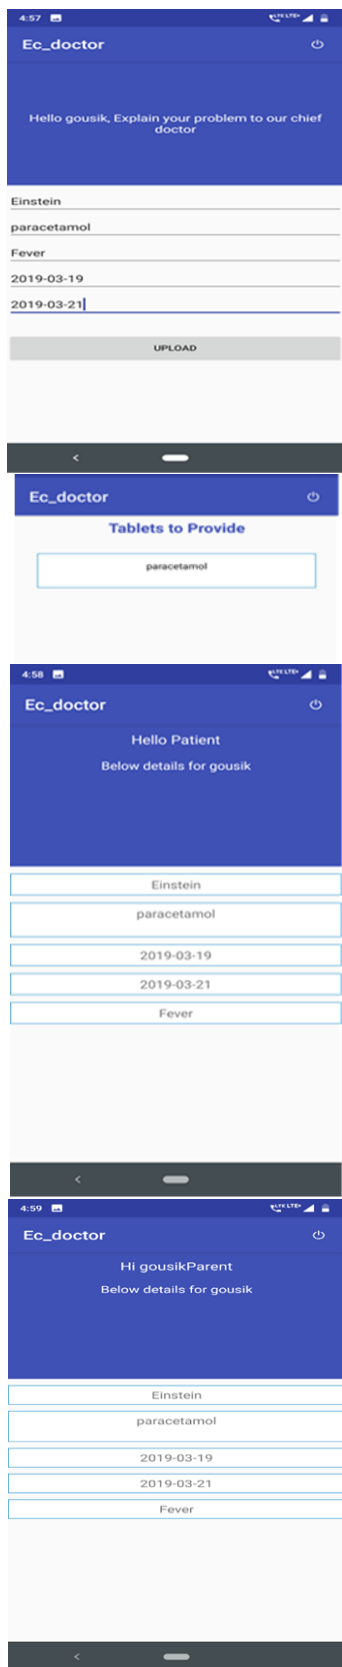 4:57
Ec_doctor
Hello gousik, Explain your problem to our chief
doctor
Einstein
paracetamol
Fever
2019-03-19
2019-03-21
UPLOAD
Ec_doctor
Tablets to Provide
paracetamol
4:58
Ec_doctor
Hello Patient
Below details for gousik
Einstein
paracetamol
2019-03-19
2019-03-21
Fever
4:59
Ec_doctor
Hi gousikParent
Below details for gousik
Einstein
paracetamol
2019-03-19
2019-03-21
Fever